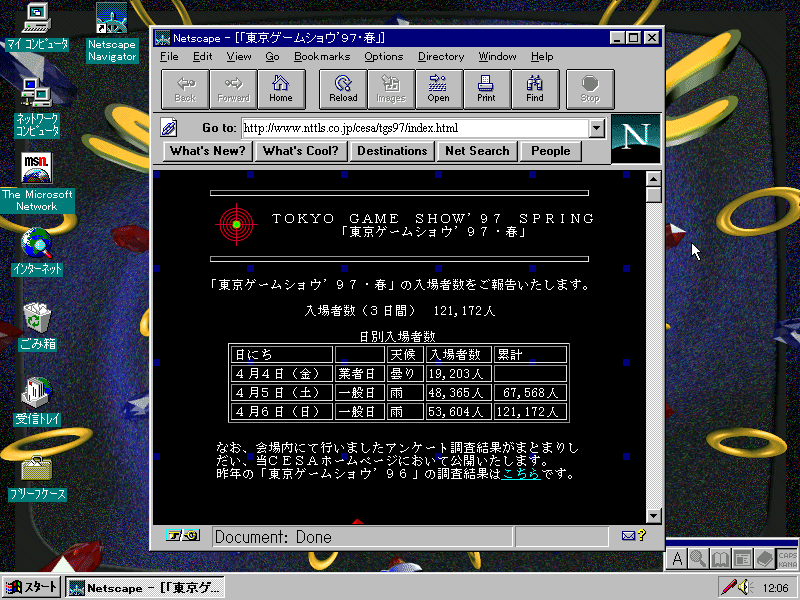 マイ コンピュータ
Netscape Navigator
ネットワーク コンピュータ
msn.
The Microsoft Network
インターネット
ごみ箱
受信トレイ
ブリーフケース
Netscape - [「東京ゲームショウ'97・春」]
File Edit View Go Bookmarks Options Directory Window Help
Back Forward Home Reload Images Open Print Find Stop
Go to: http://www.nttls.co.jp/cesa/tgs97/index.html
N
What's New? What's Cool? Destinations Net Search People
TOKYO GAME SHOW'97 SPRING
「東京ゲームショウ'97・春」
「東京ゲームショウ'97・春」の入場者数をご報告いたします。
入場者数(3日間) 121,172人
日別入場者数
日にち 天候 入場者数 累計
4月4日(金) 業者日 曇り 19,203人
4月5日(土) 一般日 雨 48,365人 67,568人
4月6日(日) 一般日 雨 53,604人 121,172人
なお、会場内にて行いましたアンケート調査結果がまとまりし
だい、当CESAホームページにおいて公開いたします。
昨年の「東京ゲームショウ'96」の調査結果はこちらです。
Document: Done
A CAPS KANA
スタート Netscape - [「東京ゲ... 12:06